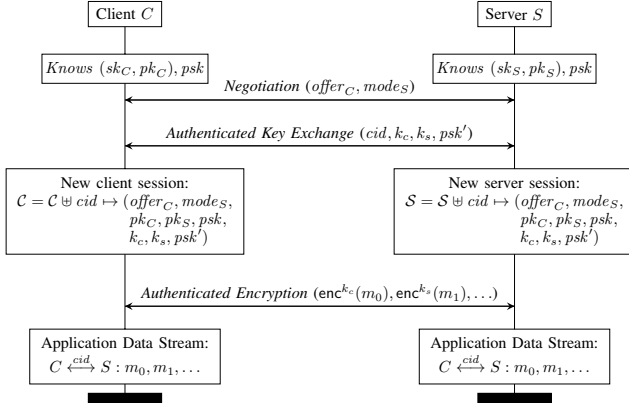 Client C
Server S
Knows (sk_C, pk_C), psk
Knows (sk_S, pk_S), psk
Negotiation (offer_C, mode_S)
Authenticated Key Exchange (cid, k_c, k_s, psk′)
New client session:
𝒞 = 𝒞 ⊎ cid ↦ (offer_C, mode_S,
pk_C, pk_S, psk,
k_c, k_s, psk′)
New server session:
𝒮 = 𝒮 ⊎ cid ↦ (offer_C, mode_S,
pk_C, pk_S, psk,
k_c, k_s, psk′)
Authenticated Encryption (enc^{k_c}(m_0), enc^{k_s}(m_1), …)
Application Data Stream:
C ⟷^{cid} S : m_0, m_1, …
Application Data Stream:
C ⟷^{cid} S : m_0, m_1, …